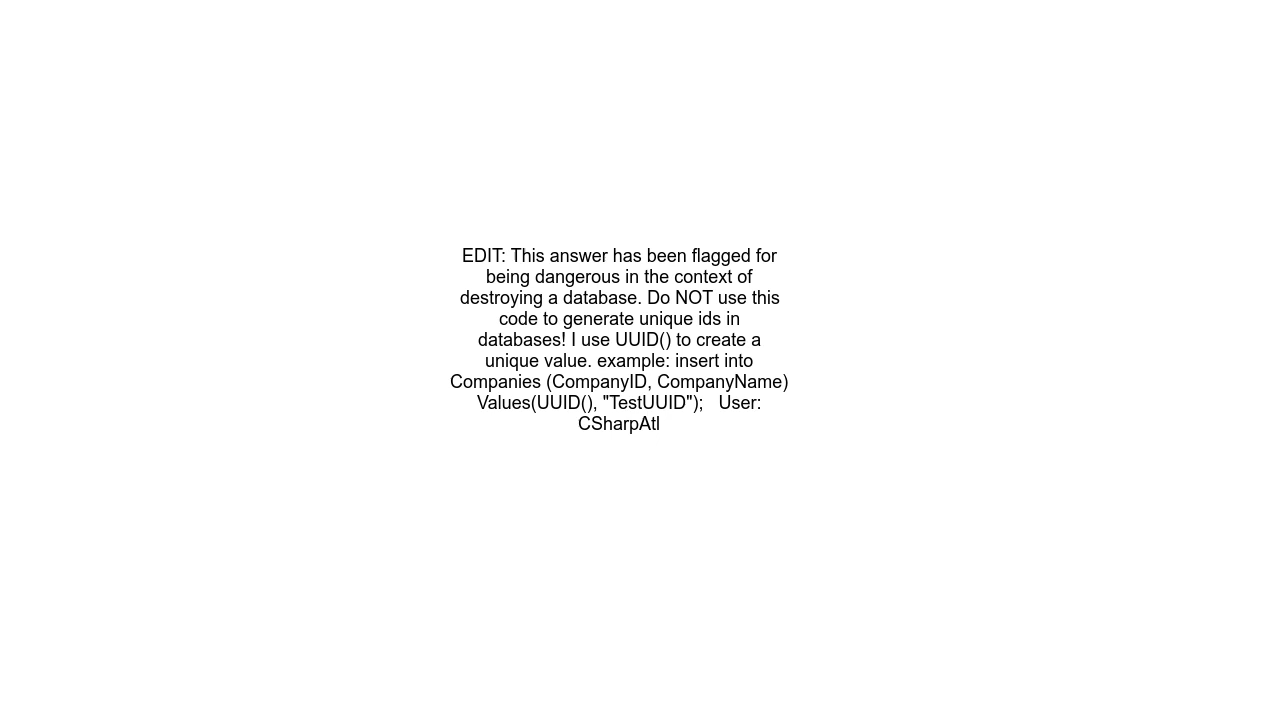 EDIT: This answer has been flagged for
being dangerous in the context of
destroying a database. Do NOT use this
code to generate unique ids in
databases! I use UUID() to create a
unique value. example: insert into
Companies (CompanyID, CompanyName)
Values(UUID(), "TestUUID");   User:
CSharpAtl